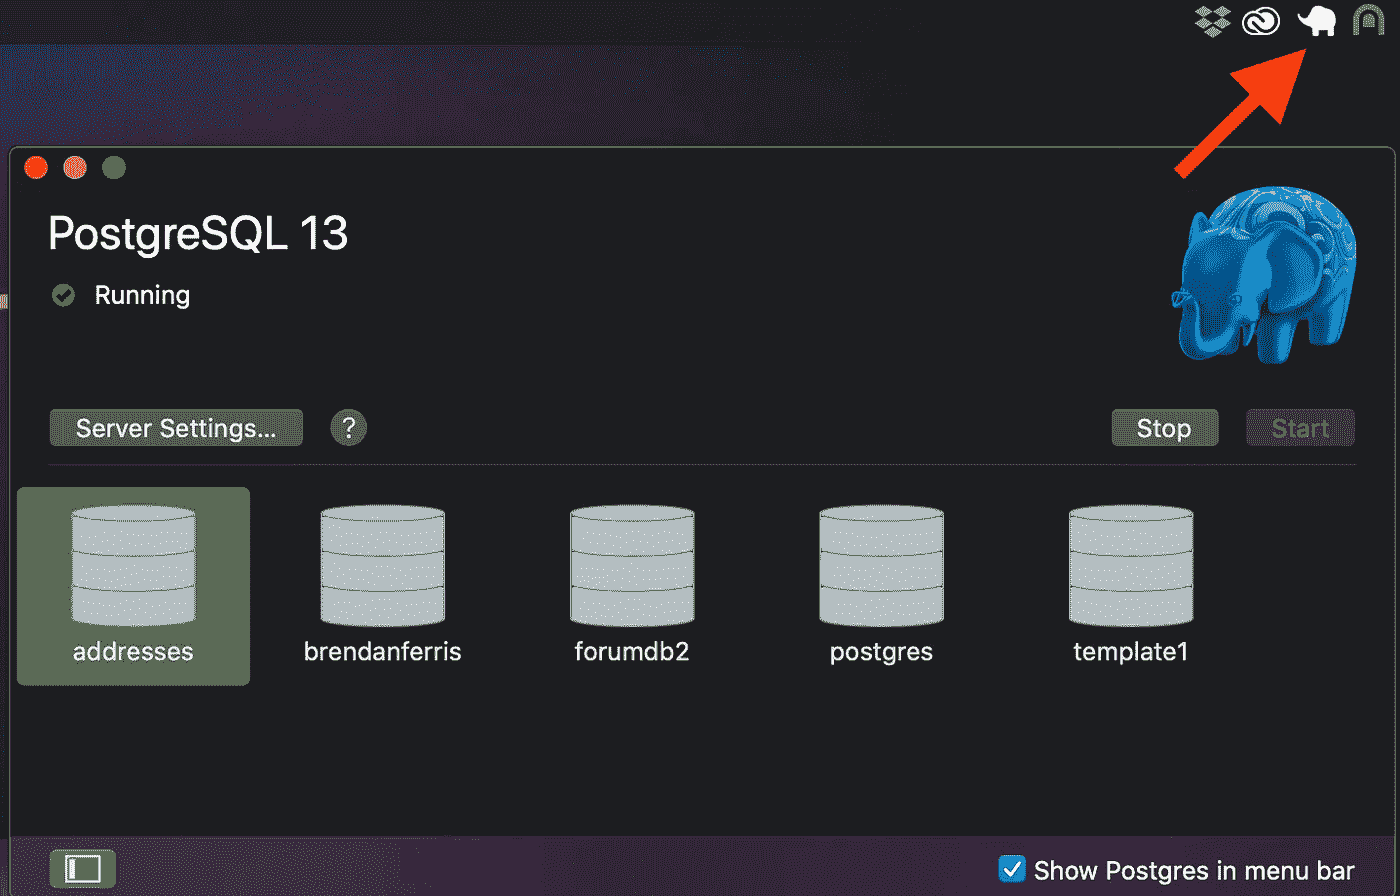 PostgreSQL 13
Running
Server Settings...
?
Stop
Start
addresses
brendanferris
forumdb2
postgres
template1
Show Postgres in menu bar